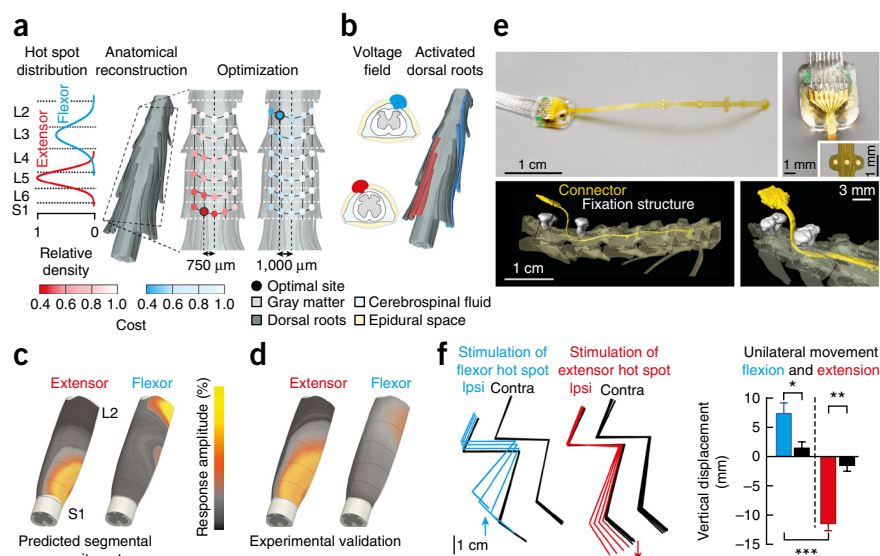 a
Hot spot
distribution
Anatomical
reconstruction
Optimization
Flexor
Extensor
L2
L3
L4
L5
L6
S1
1
0
Relative
density
750 µm
1,000 µm
0.4
0.6
0.8
1.0
0.4
0.6
0.8
1.0
Cost
Optimal site
Gray matter
Dorsal roots
Cerebrospinal fluid
Epidural space
b
Voltage
field
Activated
dorsal roots
e
1 cm
1 mm
1 mm
Connector
Fixation structure
1 cm
3 mm
c
Extensor
Flexor
L2
S1
Predicted segmental
Response amplitude (%)
d
Extensor
Flexor
Experimental validation
f
Stimulation of
flexor hot spot
Ipsi
Contra
1 cm
Stimulation of
extensor hot spot
Ipsi
Contra
Unilateral movement
flexion and extension
Vertical displacement
(mm)
10
5
0
−5
−10
−15
*
**
***